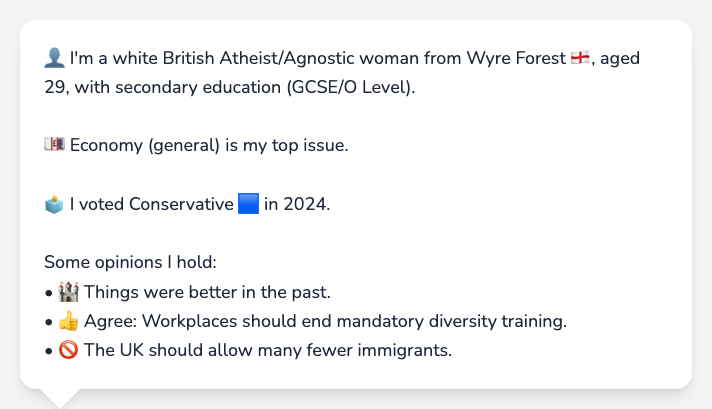 👤 I'm a white British Atheist/Agnostic woman from Wyre Forest 🏴󠁧󠁢󠁥󠁮󠁧󠁿, aged
29, with secondary education (GCSE/O Level).
💷 Economy (general) is my top issue.
🗳️ I voted Conservative 🟦 in 2024.
Some opinions I hold:
• 🏰 Things were better in the past.
• 👍 Agree: Workplaces should end mandatory diversity training.
• 🚫 The UK should allow many fewer immigrants.